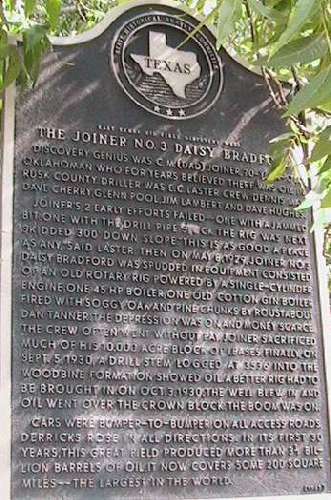 TEXAS
THE JOINER NO. 3 DAISY BRADF
DISCOVERY GENIUS WAS C. M. (DAD) JOINER, 70-
OKLAHOMAN WHO FOR YEARS BELIEVED THERE WAS OIL
RUSK COUNTY. DRILLER WAS E. C. LASTER. CREW: DENNIS
DAVE CHERRY, GLENN POOL, JIM LAMBERT AND DAVE HUGHES
JOINER'S 2 EARLY EFFORTS FAILED--ONE WITH A JAMMED
BIT, ONE WITH THE DRILL PIPE STUCK. THE RIG WAS NEXT
SKIDDED 300 DOWN SLOPE. "THIS IS AS GOOD A PLACE
AS ANY," SAID LASTER. THEN ON MAY 8, 1929, JOINER NO. 3
DAISY BRADFORD WAS SPUDDED IN. EQUIPMENT CONSISTED
OF AN OLD ROTARY RIG POWERED BY A SINGLE-CYLINDER
ENGINE, ONE 45 HP BOILER, ONE OLD COTTON GIN BOILER
FIRED WITH SOGGY OAK AND PINE CHUNKS BY ROUSTABOUT
DAN TANNER. THE DEPRESSION WAS ON, AND MONEY SCARCE.
THE CREW OFTEN WENT WITHOUT PAY. JOINER SACRIFICED
MUCH OF HIS 10,000 ACRE BLOCK OF LEASES. FINALLY, ON
SEPT. 5, 1930, A DRILL STEM LOGGED AT 3536 INTO THE
WOODBINE FORMATION SHOWED OIL. A BETTER RIG HAD TO
BE BROUGHT IN. ON OCT. 3, 1930, THE WELL BLEW IN, AND
OIL WENT OVER THE CROWN BLOCK. THE BOOM WAS ON.
CARS WERE BUMPER-TO-BUMPER ON ALL ACCESS ROADS.
DERRICKS ROSE IN ALL DIRECTIONS. IN ITS FIRST 30
YEARS, THIS GREAT FIELD PRODUCED MORE THAN 3¼ BIL-
LION BARRELS OF OIL. IT NOW COVERS SOME 200 SQUARE
MILES--THE LARGEST IN THE WORLD.